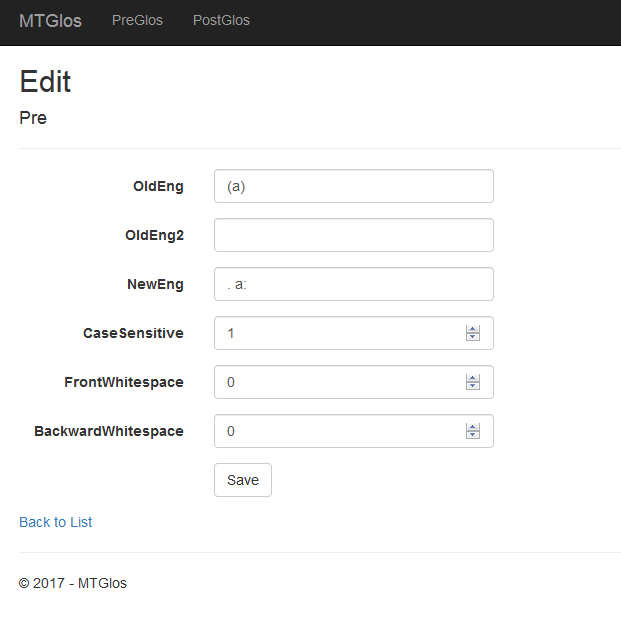 MTGlos PreGlos PostGlos
Edit
Pre
OldEng (a)
OldEng2
NewEng . a:
CaseSensitive 1
FrontWhitespace 0
BackwardWhitespace 0
Save
Back to List
© 2017 - MTGlos